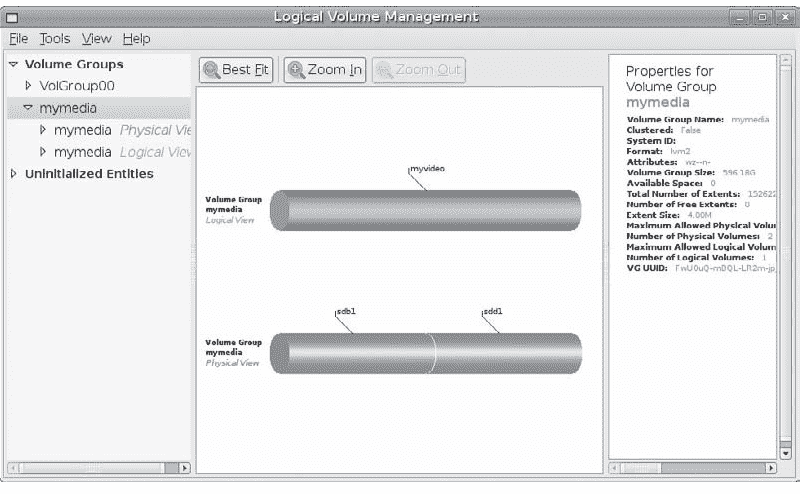 Logical Volume Management
File Tools View Help
Volume Groups
VolGroup00
mymedia
mymedia Physical Vie
mymedia Logical View
Uninitialized Entities
Best Fit
Zoom In
Zoom Out
myvideo
Volume Group
mymedia
Logical View
sdb1
sdd1
Volume Group
mymedia
Physical View
Properties for
Volume Group
mymedia
Volume Group Name: mymedia
Clustered: False
System ID:
Format: lvm2
Attributes: wz--n-
Volume Group Size: 596.18G
Available Space: 0
Total Number of Extents: 152622
Number of Free Extents: 0
Extent Size: 4.00M
Maximum Allowed Physical Volum
Number of Physical Volumes: 2
Maximum Allowed Logical Volum
Number of Logical Volumes: 1
VG UUID: